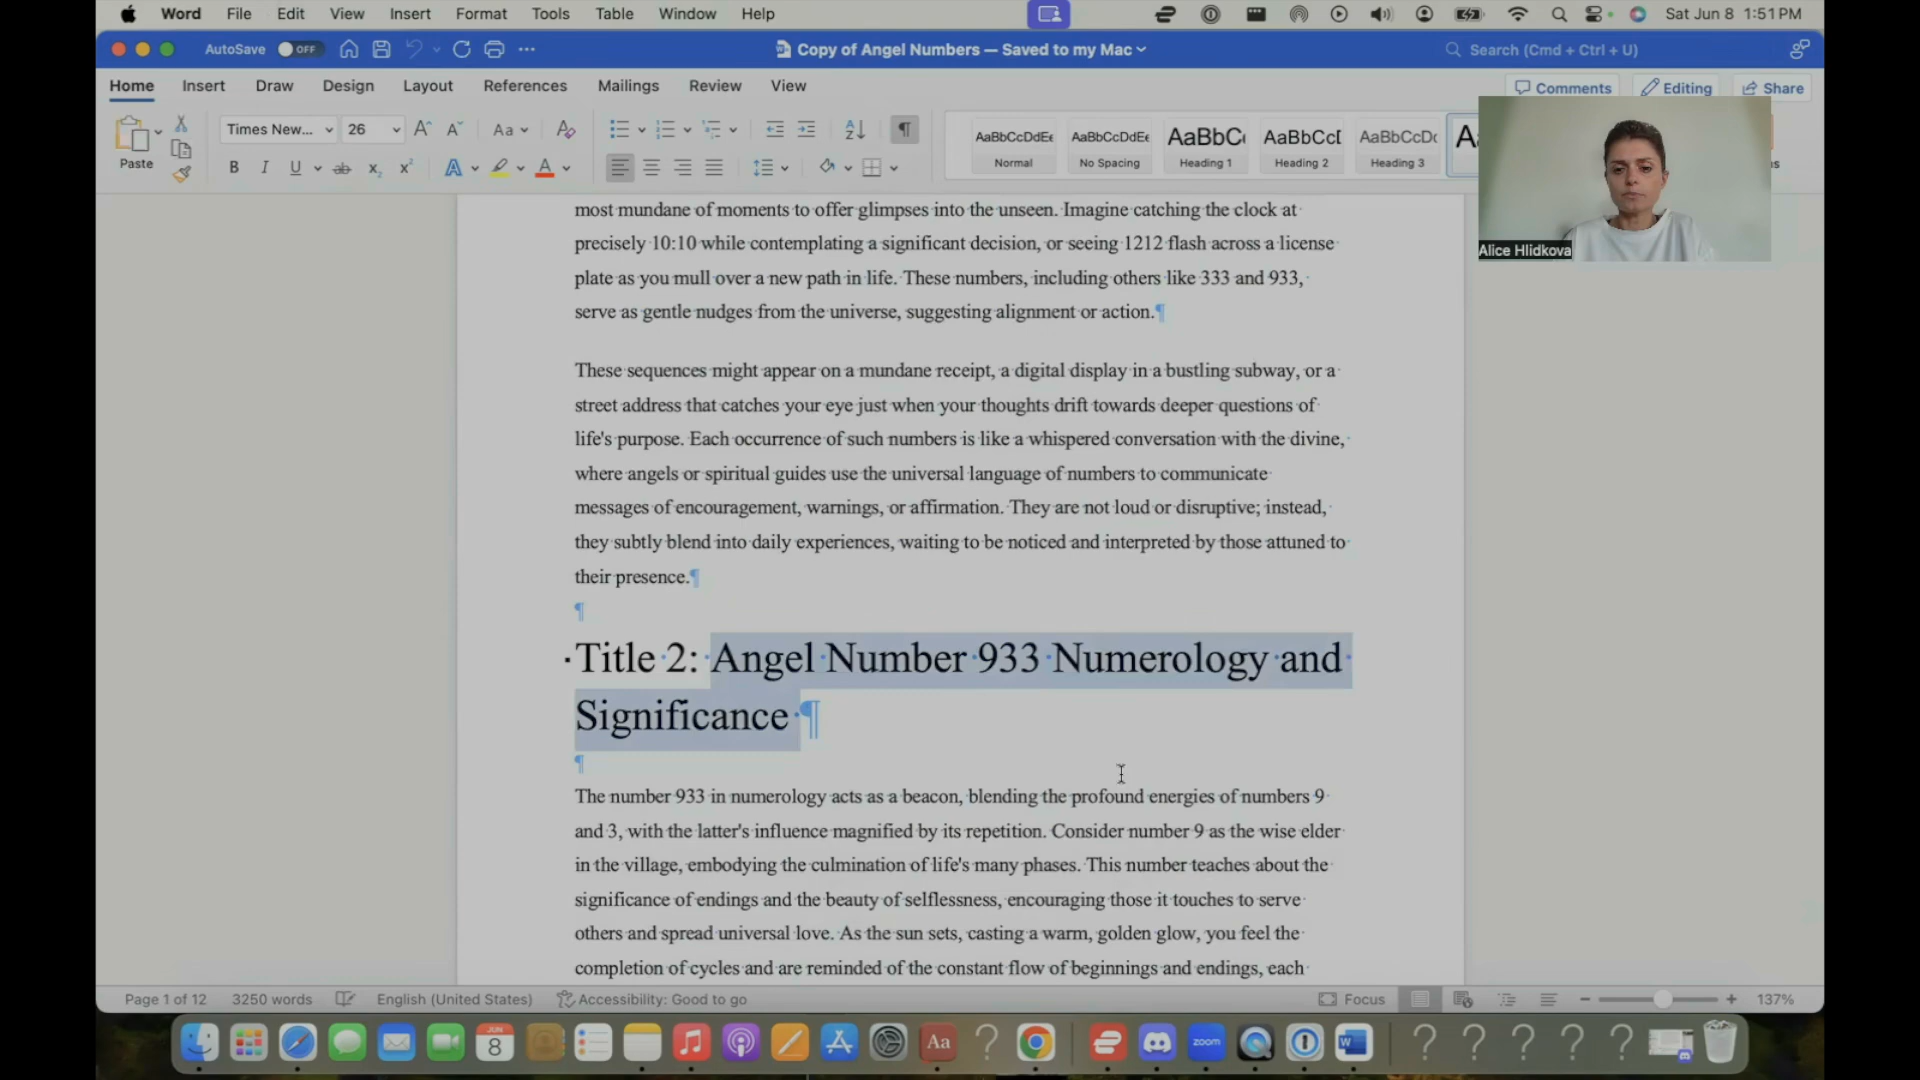 Word File Edit View Insert Format Tools Table Window Help Sat Jun 8 1:51 PM
AutoSave OFF Copy of Angel Numbers — Saved to my Mac Search (Cmd + Ctrl + U)
Home Insert Draw Design Layout References Mailings Review View Comments Editing Share
Paste Times New... 26 Aa AaBbCcDdEe AaBbCcDdEe AaBbC AaBbCcD AaBbCcDc
B I U ab Normal No Spacing Heading 1 Heading 2 Heading 3
Alice Hlidkova
most mundane of moments to offer glimpses into the unseen. Imagine catching the clock at
precisely 10:10 while contemplating a significant decision, or seeing 1212 flash across a license
plate as you mull over a new path in life. These numbers, including others like 333 and 933,
serve as gentle nudges from the universe, suggesting alignment or action.¶
These sequences might appear on a mundane receipt, a digital display in a bustling subway, or a
street address that catches your eye just when your thoughts drift towards deeper questions of
life's purpose. Each occurrence of such numbers is like a whispered conversation with the divine,
where angels or spiritual guides use the universal language of numbers to communicate
messages of encouragement, warnings, or affirmation. They are not loud or disruptive; instead,
they subtly blend into daily experiences, waiting to be noticed and interpreted by those attuned to
their presence.¶
¶
Title 2: Angel Number 933 Numerology and
Significance ¶
¶
The number 933 in numerology acts as a beacon, blending the profound energies of numbers 9
and 3, with the latter's influence magnified by its repetition. Consider number 9 as the wise elder
in the village, embodying the culmination of life's many phases. This number teaches about the
significance of endings and the beauty of selflessness, encouraging those it touches to serve
others and spread universal love. As the sun sets, casting a warm, golden glow, you feel the
completion of cycles and are reminded of the constant flow of beginnings and endings, each
Page 1 of 12 3250 words English (United States) Accessibility: Good to go Focus 137%
JUN
8 Aa zoom